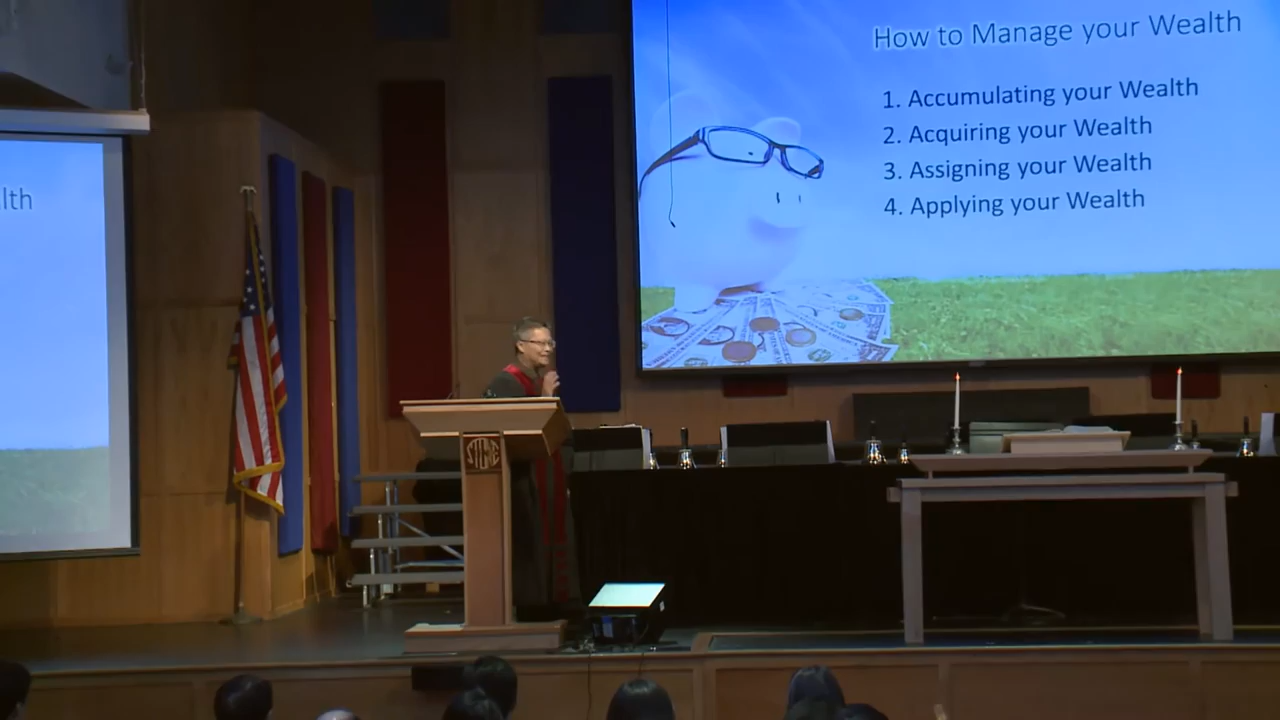 How to Manage your Wealth
1. Accumulating your Wealth
2. Acquiring your Wealth
3. Assigning your Wealth
4. Applying your Wealth
lth
STONE